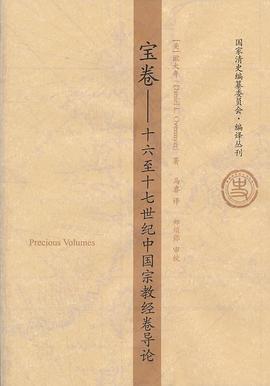 国家清史编纂委员会·编译丛刊
[美]欧大年（Daniel L. Overmyer） 著 马睿 译 郑须弥 审校
宝卷——十六至十七世纪中国宗教经卷导论
Precious Volumes